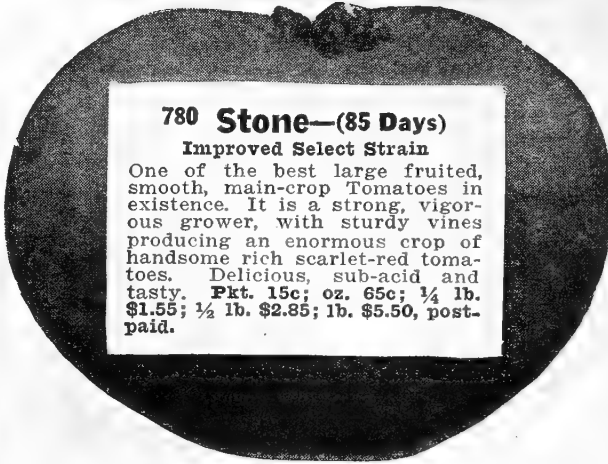 780 Stone—(85 Days)
Improved Select Strain
One of the best large fruited,
smooth, main-crop Tomatoes in
existence. It is a strong, vigor-
ous grower, with sturdy vines
producing an enormous crop of
handsome rich scarlet-red toma-
toes. Delicious, sub-acid and
tasty. Pkt. 15c; oz. 65c; ¼ lb.
$1.55; ½ lb. $2.85; lb. $5.50, post-
paid.